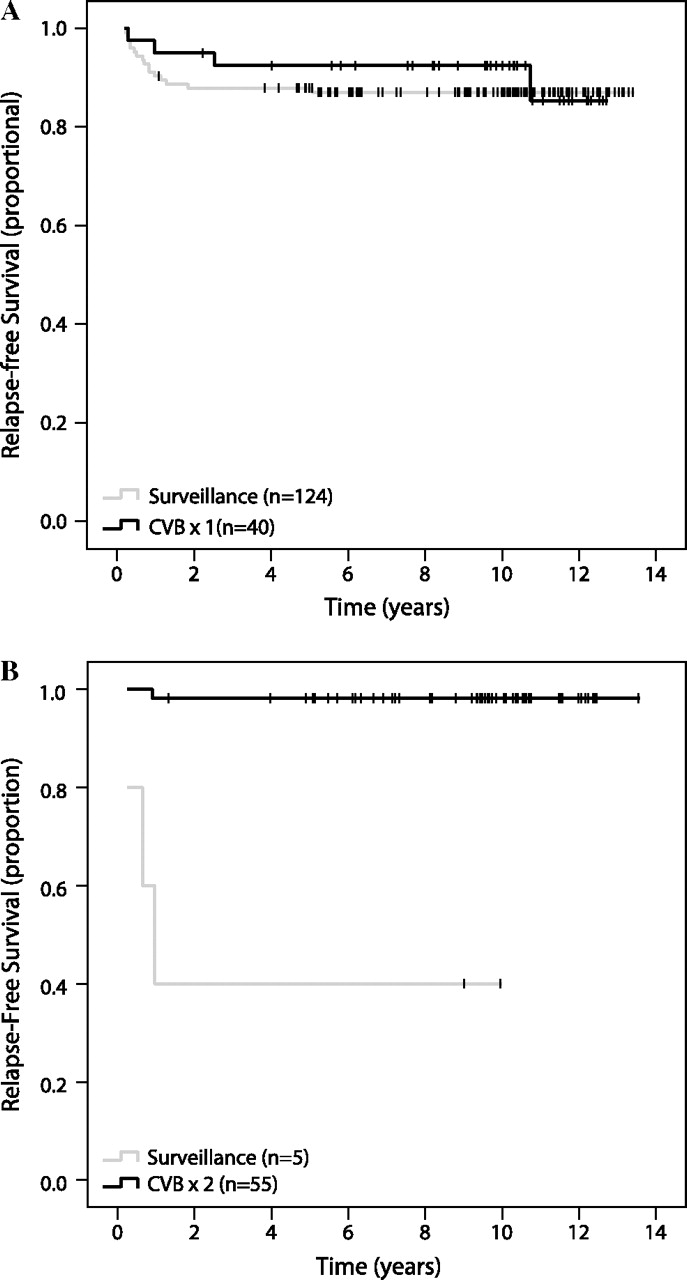 A
Relapse-free Survival (proportional)
1.0
0.8
0.6
0.4
0.2
0.0
Surveillance (n=124)
CVB x 1(n=40)
0 2 4 6 8 10 12 14
Time (years)
B
Relapse-Free Survival (proportion)
1.0
0.8
0.6
0.4
0.2
0.0
Surveillance (n=5)
CVB x 2 (n=55)
0 2 4 6 8 10 12 14
Time (years)